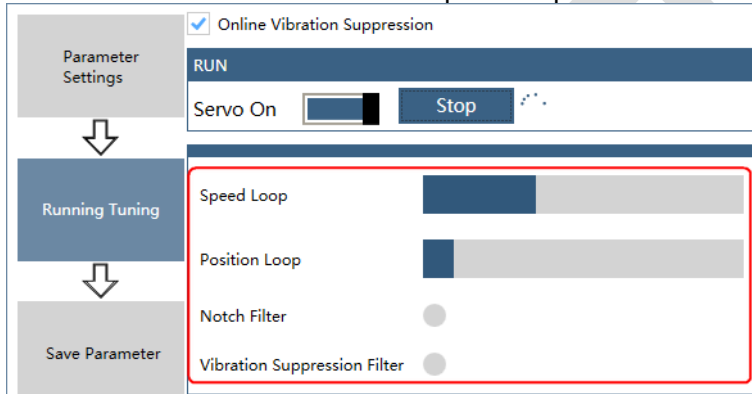 Online Vibration Suppression
Parameter
Settings
RUN
Servo On
Stop
Running Tuning
Speed Loop
Position Loop
Notch Filter
Save Parameter
Vibration Suppression Filter